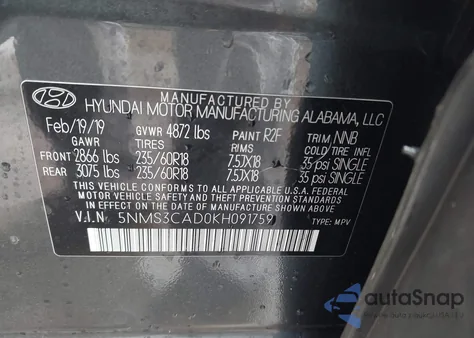 MANUFACTURED BY
HYUNDAI MOTOR MANUFACTURING ALABAMA, LLC
Feb/19/19 GVWR 4872 lbs PAINT R2F TRIM NNB
GAWR TIRES RIMS COLD TIRE INFL
FRONT 2866 lbs 235/60R18 7.5JX18 35 psi SINGLE
REAR 3075 lbs 235/60R18 7.5JX18 35 psi SINGLE
THIS VEHICLE CONFORMS TO ALL APPLICABLE FEDERAL
MOTOR VEHICLE SAFETY AND THEFT PREVENTION
STANDARDS IN EFFECT ON THE DATE OF
MANUFACTURE SHOWN ABOVE.
V.I.N. 5NMS3CAD0KH091759 TYPE: MPV
autoSnap